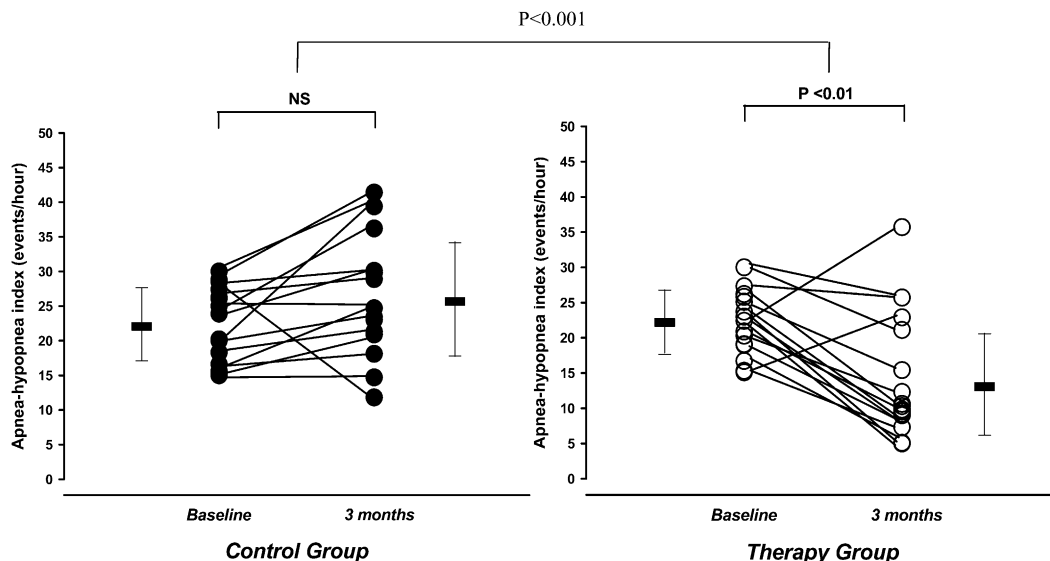 P<0.001
NS
P <0.01
Apnea-hypopnea index (events/hour)
50
45
40
35
30
25
20
15
10
5
0
Baseline
3 months
Control Group
Apnea-hypopnea index (events/hour)
50
45
40
35
30
25
20
15
10
5
0
Baseline
3 months
Therapy Group